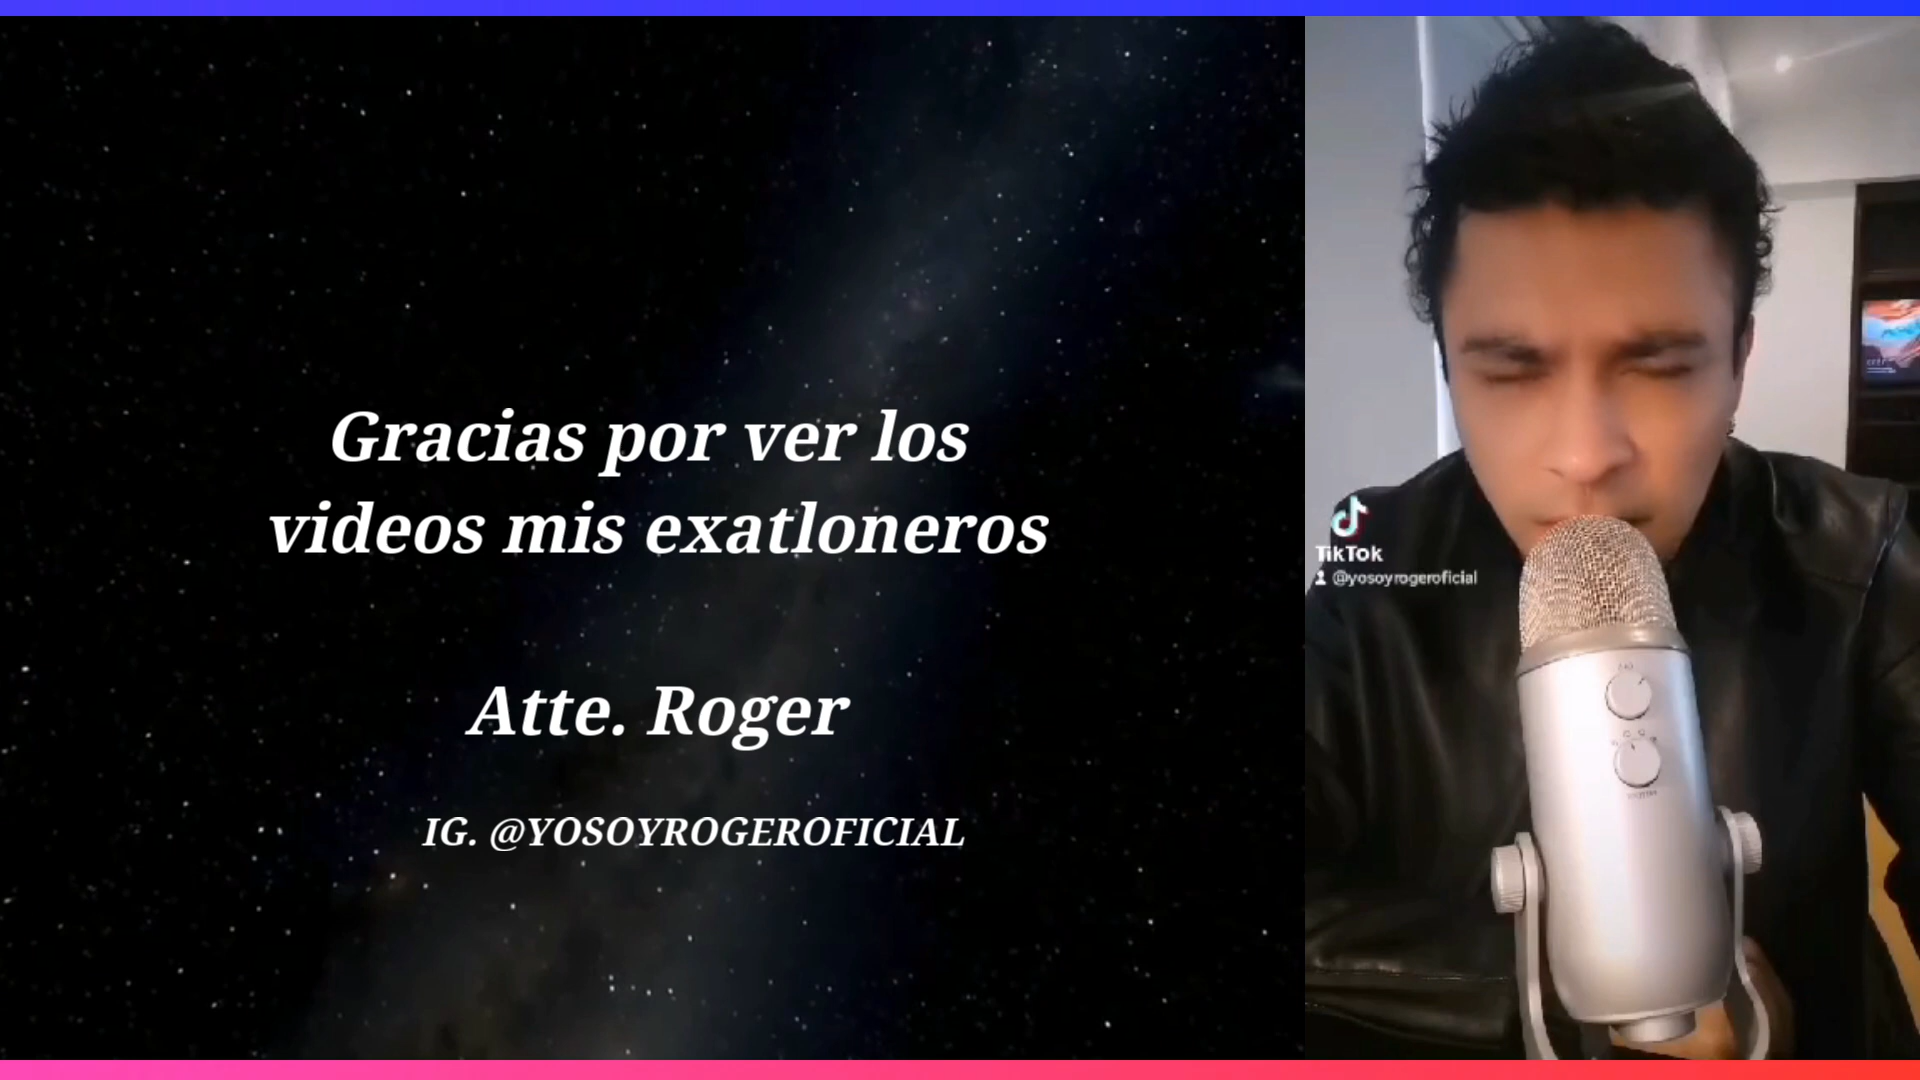 Gracias por ver los
videos mis exatloneros
Atte. Roger
IG. @YOSOYROGEROFICIAL
TikTok
@yosoyrogeroficial